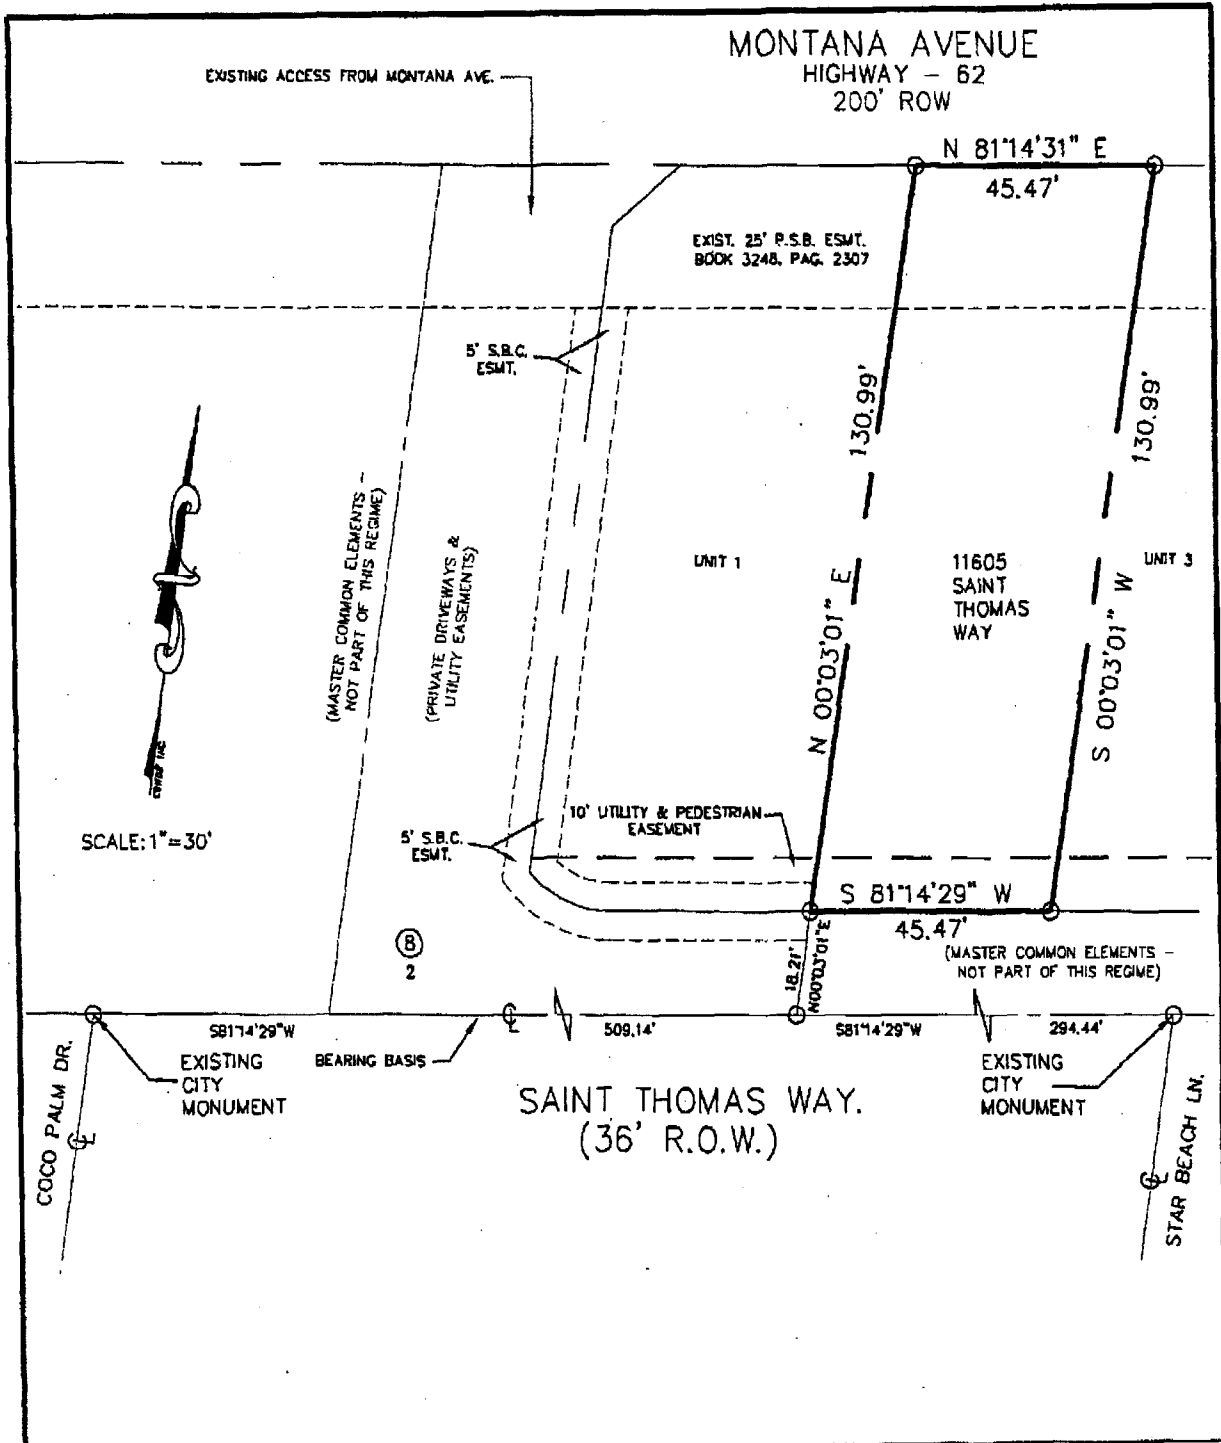 MONTANA AVENUE
HIGHWAY - 62
200' ROW
EXISTING ACCESS FROM MONTANA AVE.
N 81°14'31" E
45.47'
EXIST. 25' P.S.B. ESMT.
BOOK 3248, PAG. 2307
5' S.B.C.
ESMT.
130.99'
130.99'
(MASTER COMMON ELEMENTS -
NOT PART OF THIS REGIME)
(PRIVATE DRIVEWAYS &
UTILITY EASEMENTS)
UNIT 1
N 00°03'01" E
11605
SAINT
THOMAS
WAY
UNIT 3
S 00°03'01" W
SCALE: 1"=30'
10' UTILITY & PEDESTRIAN
EASEMENT
5' S.B.C.
ESMT.
S 81°14'29" W
45.47'
(MASTER COMMON ELEMENTS -
NOT PART OF THIS REGIME)
B
2
18.21'
N00°03'01"E
S81°14'29"W
509.14'
S81°14'29"W
294.44'
BEARING BASIS
EXISTING
CITY
MONUMENT
EXISTING
CITY
MONUMENT
COCO PALM DR.
SAINT THOMAS WAY.
(36' R.O.W.)
STAR BEACH LN.